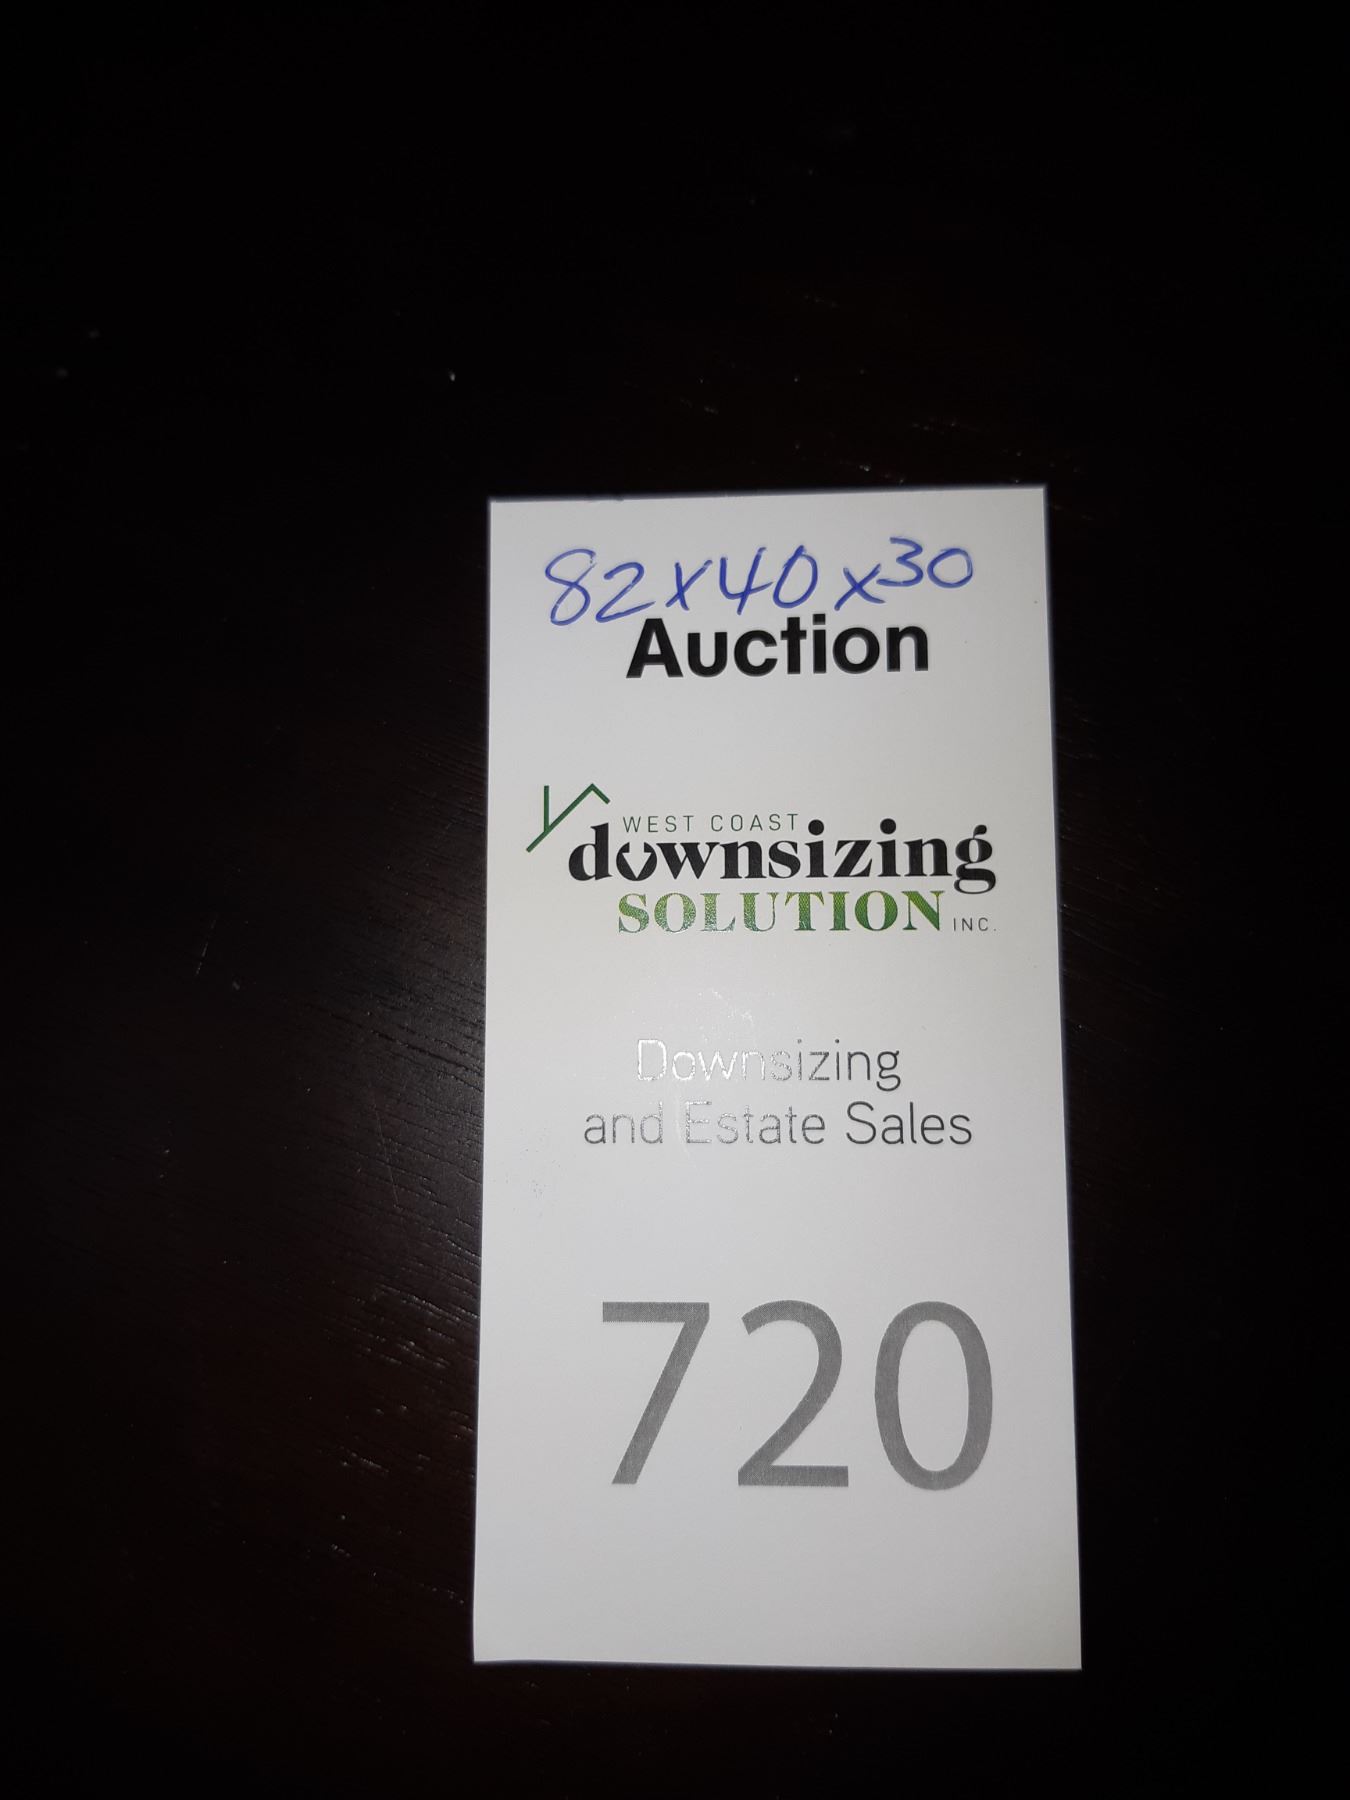 82x40x30
Auction
WEST COAST
downsizing
SOLUTION INC.
Downsizing
and Estate Sales
720